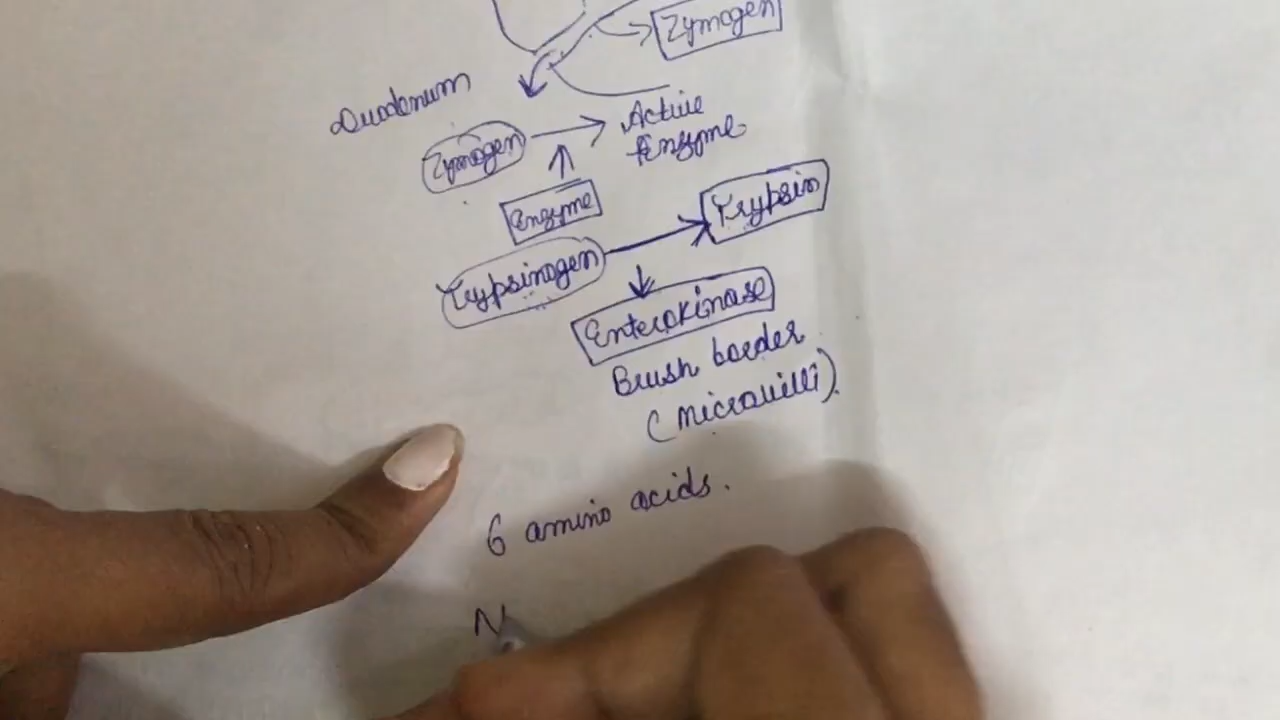 Zymogen
Duodenum
Zymogen
Active
Enzyme
Enzyme
Trypsin
Trypsinogen
Enterokinase
Brush border
(Microvilli).
6 amino acids.
N